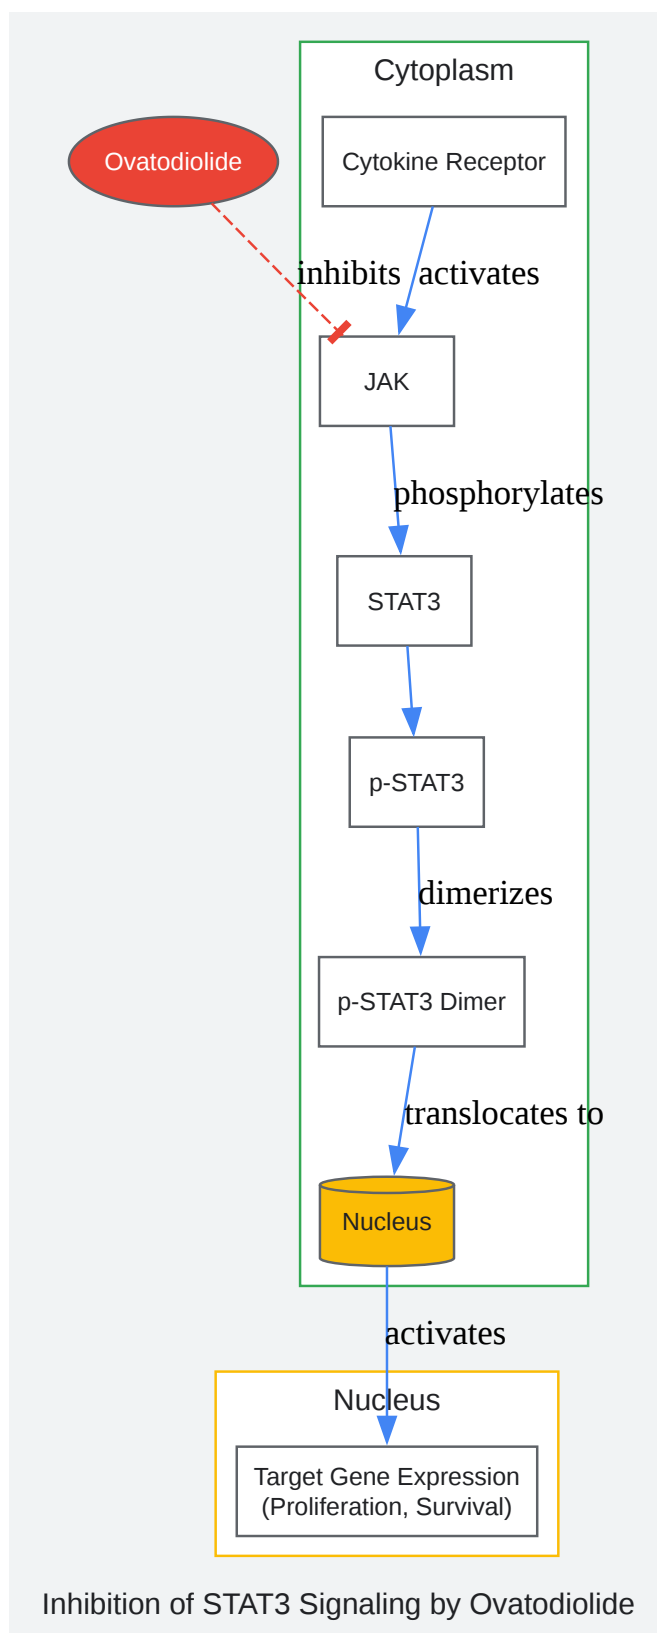 Cytoplasm
Ovatodiolide
Cytokine Receptor
inhibits
activates
JAK
phosphorylates
STAT3
p-STAT3
dimerizes
p-STAT3 Dimer
translocates to
Nucleus
activates
Nucleus
Target Gene Expression
(Proliferation, Survival)
Inhibition of STAT3 Signaling by Ovatodiolide